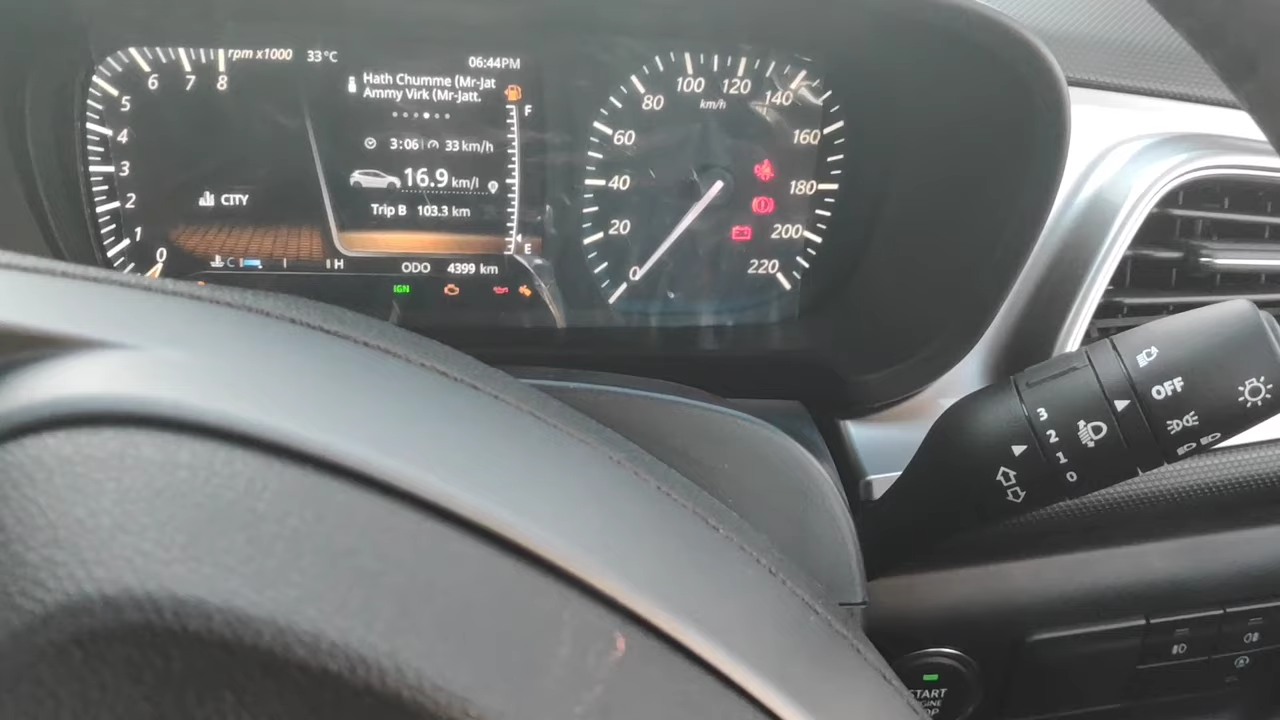 rpm x1000
33°C
06:44PM
Hath Chumme (Mr-Jat
Ammy Virk (Mr-Jatt.
3:06 33 km/h
16.9 km/l
Trip B 103.3 km
CITY
F
E
C H
ODO 4399 km
IGN
0
1
2
3
4
5
6
7
8
km/h
0
20
40
60
80
100
120
140
160
180
200
220
OFF
3
2
1
0
START